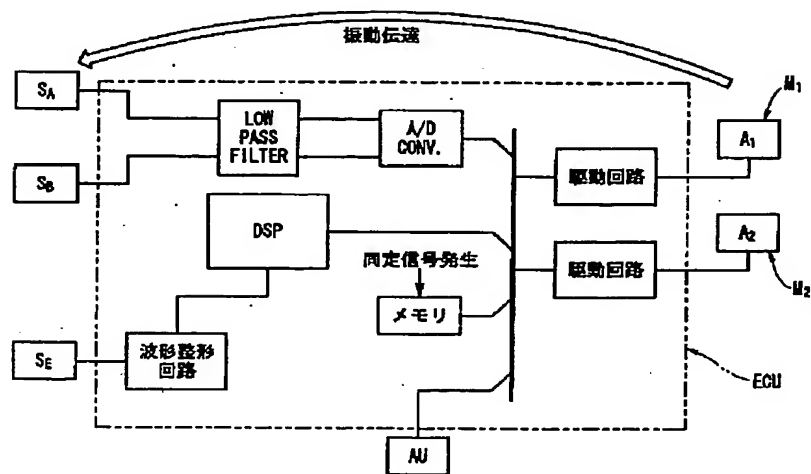 振動伝達
SA
LOW
PASS
FILTER
A/D
CONV.
M1
A1
駆動回路
SB
DSP
A2
駆動回路
M2
同定信号発生
メモリ
SE
波形整形
回路
ECU
AU